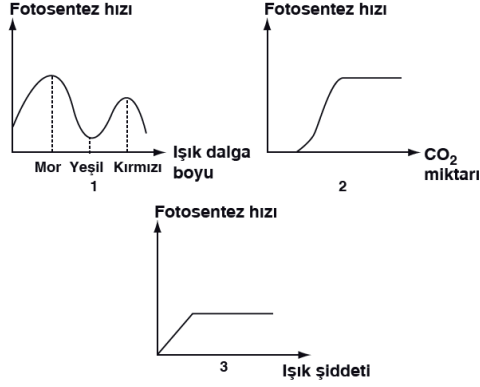 Fotosentez hızı
Işık dalga
boyu
Mor Yeşil Kırmızı
1
Fotosentez hızı
CO₂
miktarı
2
Fotosentez hızı
Işık şiddeti
3